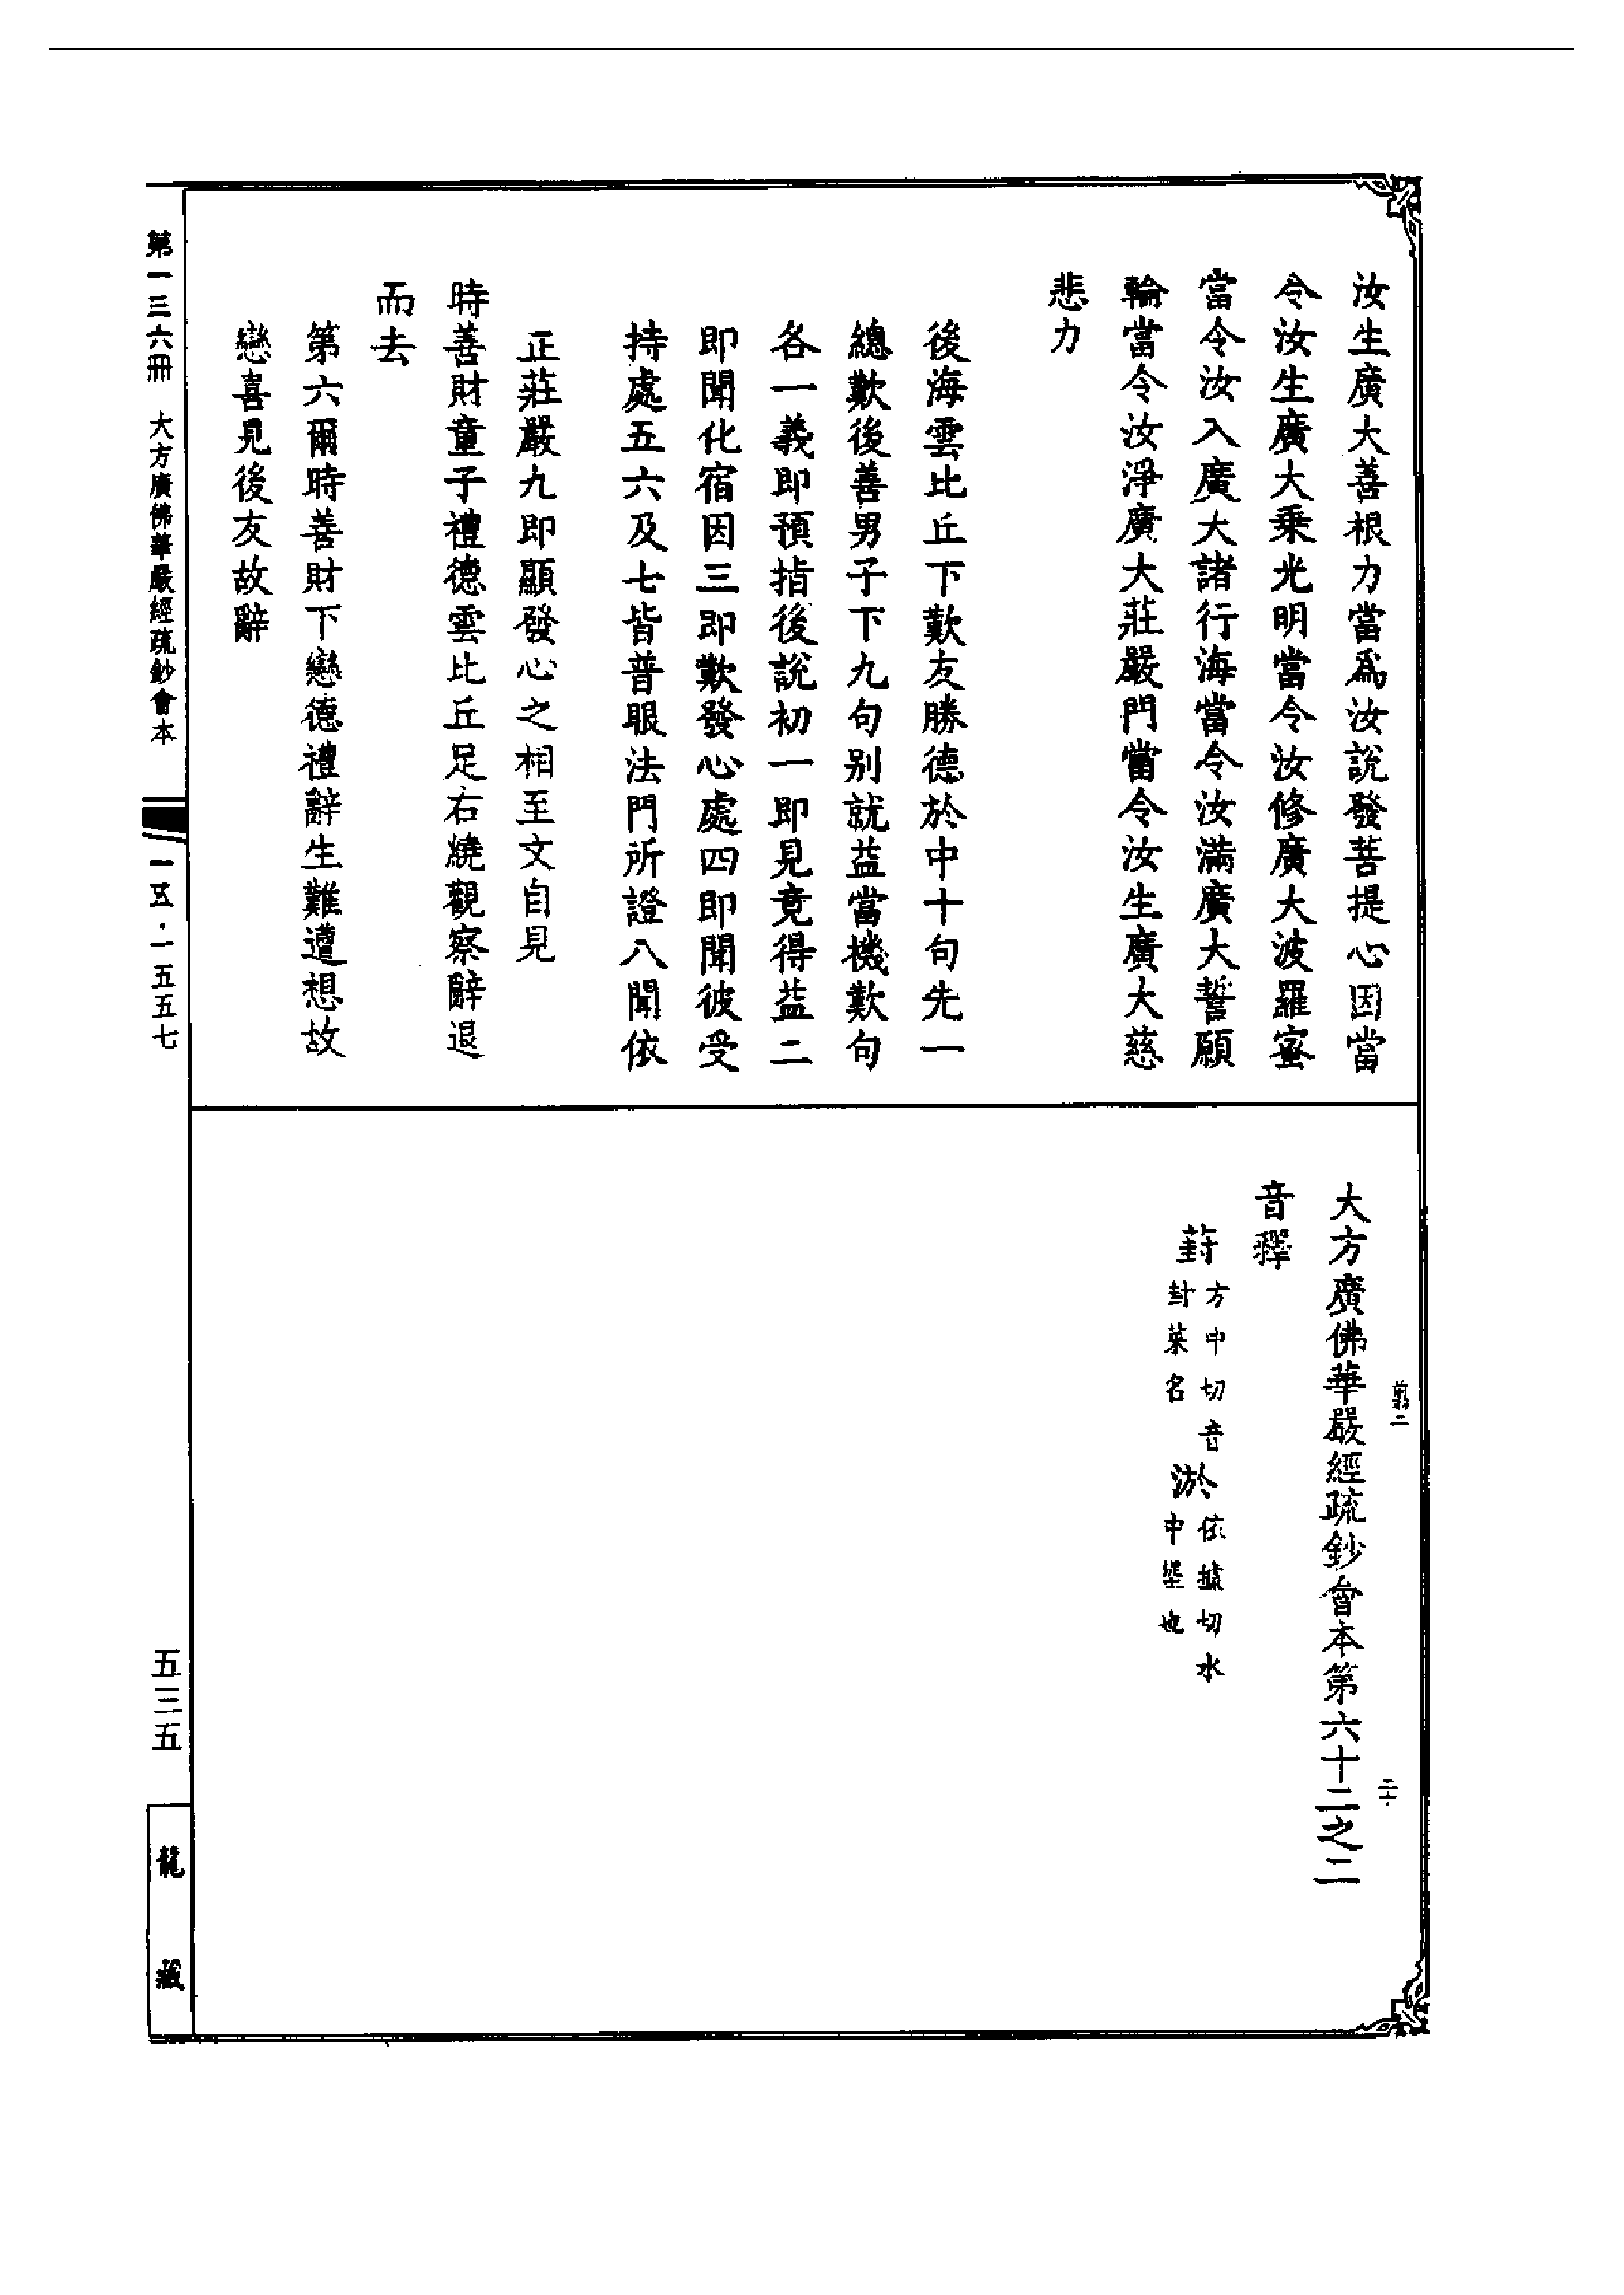 汝生廣大善根力當爲汝說發菩提心因當
令汝生廣大乘光明當令汝修廣大波羅蜜
當令汝入廣大諸行海當令汝滿廣大誓願
輪當令汝淨廣大莊嚴門當令汝生廣大慈
悲力
後海雲比丘下歎友勝德於中十句先一
總歎後善男子下九句别就益當機歎句
各一義即預指後說初一即見竟得益二
即聞化宿因三即歎發心處四即聞彼受
持處五六及七皆普眼法門所證八聞依
正莊嚴九即顯發心之相至文自見
時善財童子禮德雲比丘足右繞觀察辭退
而去
第六爾時善財下戀德禮辭生難遭想故
戀喜見後友故辭
大方廣佛華嚴經疏鈔會本第六十二之二
音釋
葑方中切音封菜名 淤依據切水中墾也
第一三六冊 大方廣佛華嚴經疏鈔會本
一五·一五五七
五三五
龍藏